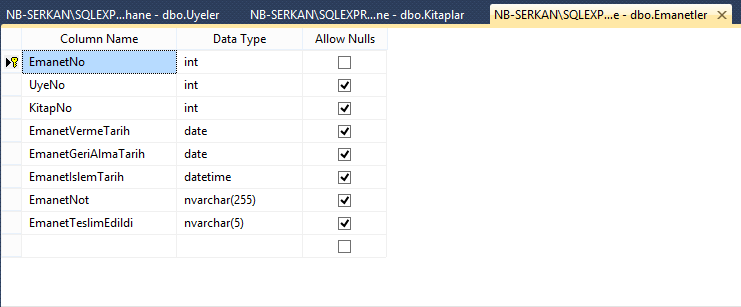 NB-SERKAN\SQLEXP...hane - dbo.Uyeler NB-SERKAN\SQLEXPR...ne - dbo.Kitaplar NB-SERKAN\SQLEXP...e - dbo.Emanetler
Column Name Data Type Allow Nulls
EmanetNo int
UyeNo int
KitapNo int
EmanetVermeTarih date
EmanetGeriAlmaTarih date
EmanetIslemTarih datetime
EmanetNot nvarchar(255)
EmanetTeslimEdildi nvarchar(5)